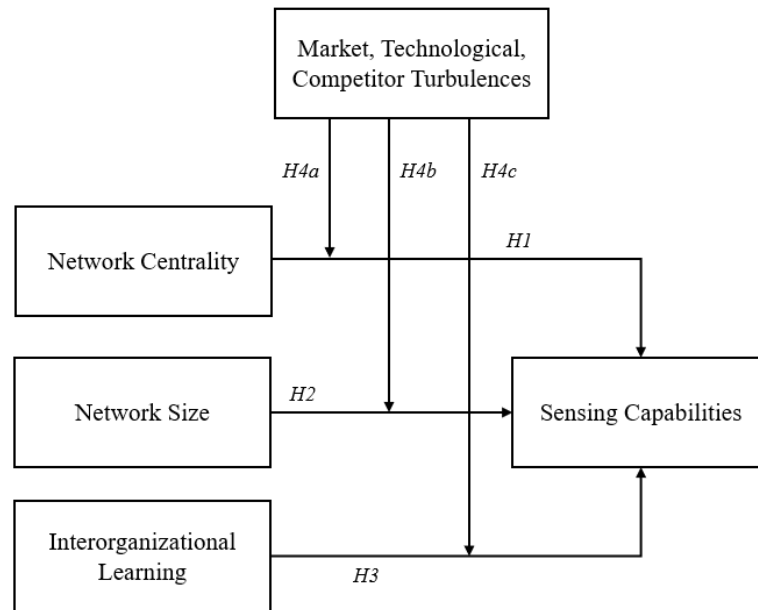 Market, Technological,
Competitor Turbulences
H4a
H4b
H4c
Network Centrality
H1
Network Size
H2
Sensing Capabilities
Interorganizational
Learning
H3